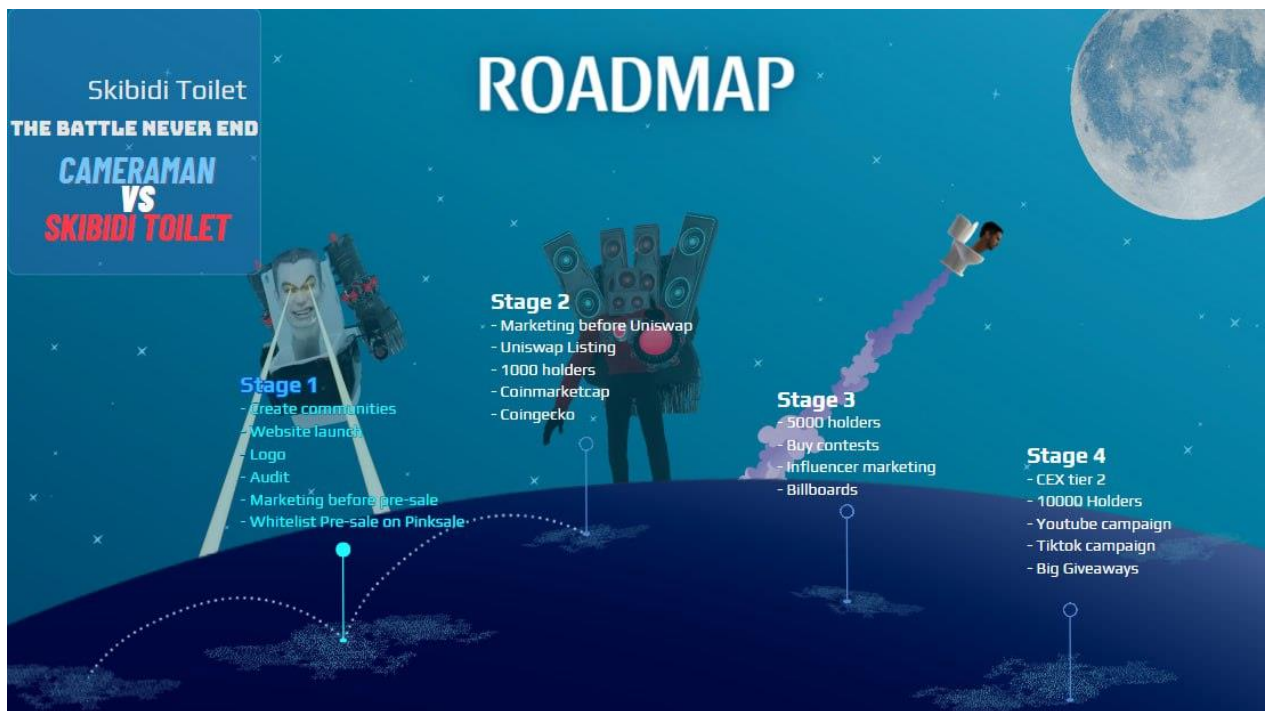 ROADMAP
Skibidi Toilet
THE BATTLE NEVER END
CAMERAMAN
VS
SKIBIDI TOILET
Stage 1
- Create communities
- Website launch
- Logo
- Audit
- Marketing before pre-sale
- Whitelist Pre-sale on Pinksale
Stage 2
- Marketing before Uniswap
- Uniswap Listing
- 1000 holders
- Coinmarketcap
- Coingecko
Stage 3
- 5000 holders
- Buy contests
- Influencer marketing
- Billboards
Stage 4
- CEX tier 2
- 10000 Holders
- Youtube campaign
- Tiktok campaign
- Big Giveaways